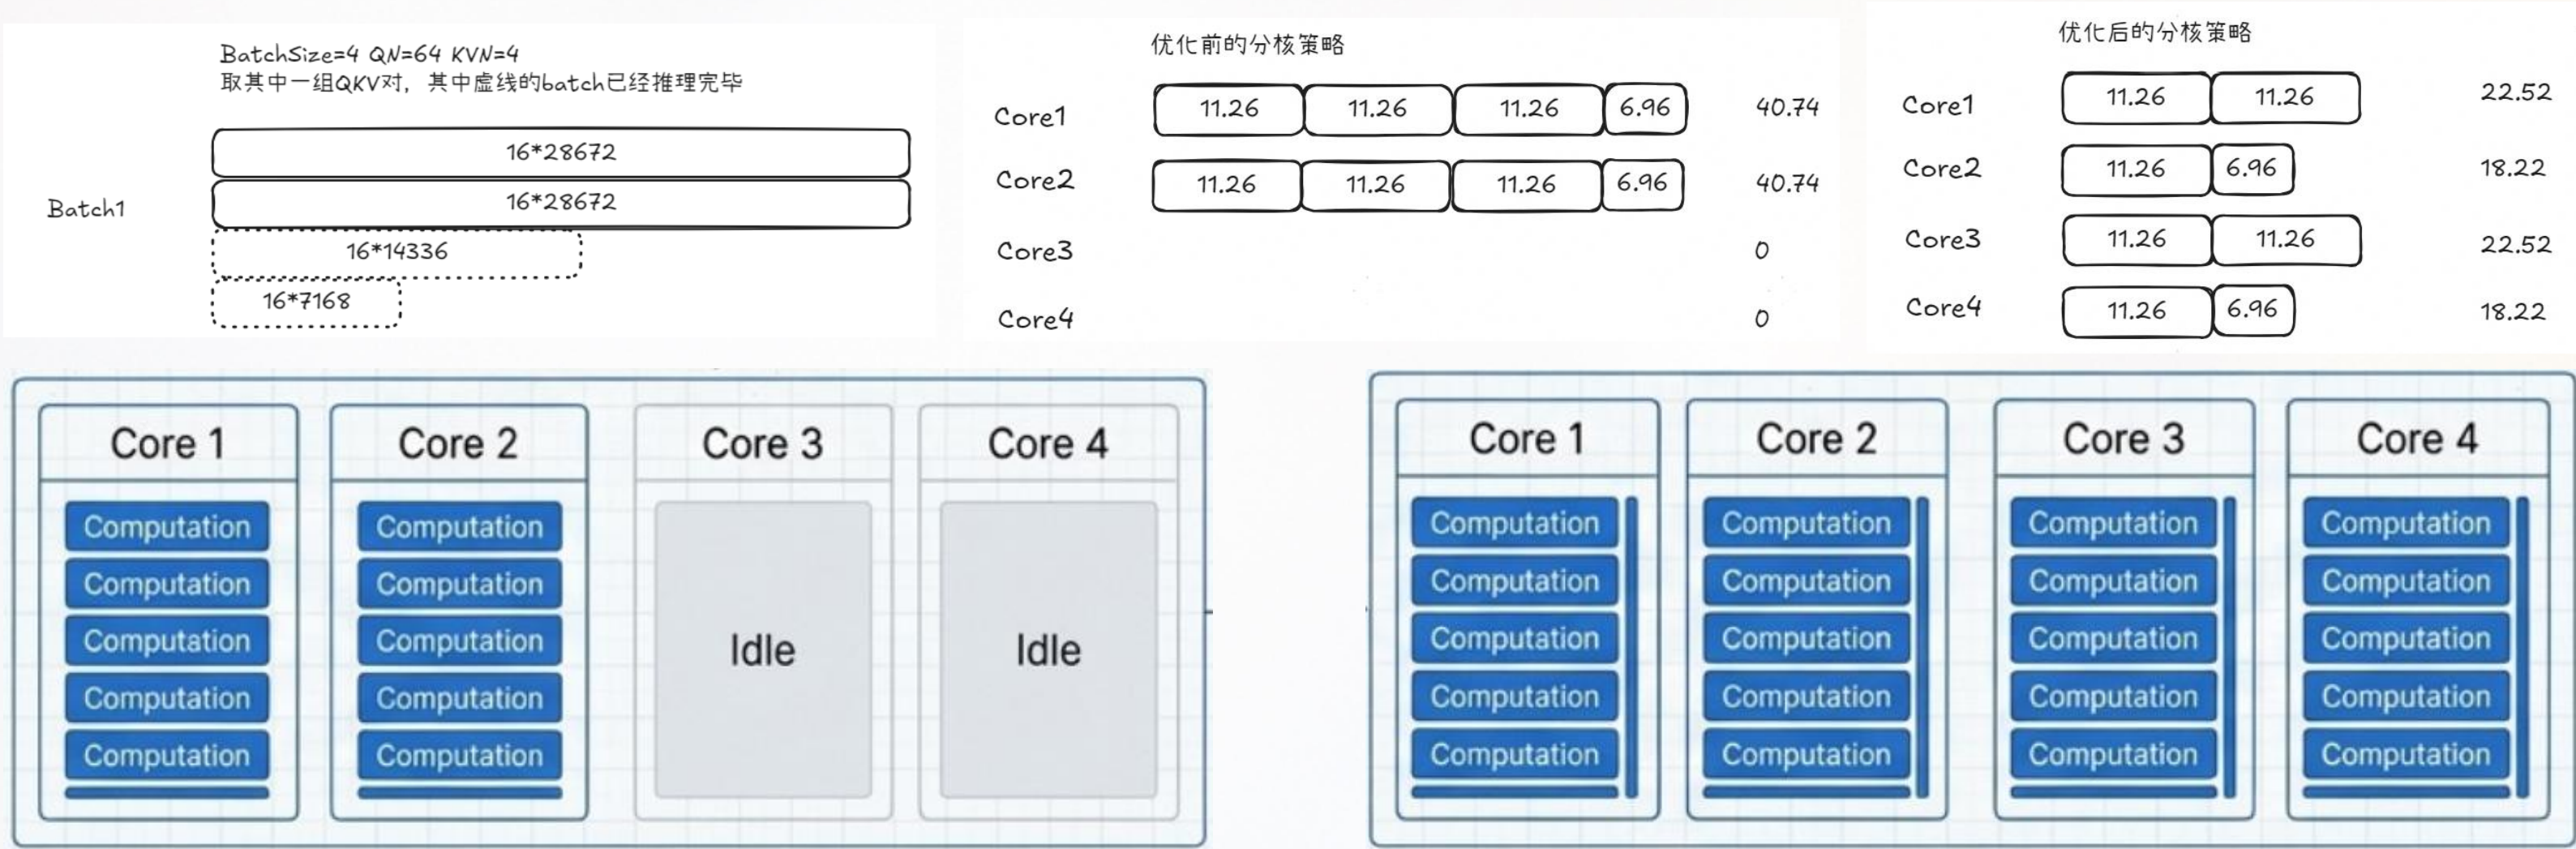 BatchSize=4 QN=64 KVN=4
取其中一组QKV对，其中虚线的batch已经推理完毕
Batch1
16*28672
16*28672
16*14336
16*7168
优化前的分核策略
Core1 11.26 11.26 11.26 6.96 40.74
Core2 11.26 11.26 11.26 6.96 40.74
Core3 0
Core4 0
优化后的分核策略
Core1 11.26 11.26 22.52
Core2 11.26 6.96 18.22
Core3 11.26 11.26 22.52
Core4 11.26 6.96 18.22
Core 1 Core 2 Core 3 Core 4
Computation Computation
Computation Computation
Computation Computation Idle Idle
Computation Computation
Computation Computation
Core 1 Core 2 Core 3 Core 4
Computation Computation Computation Computation
Computation Computation Computation Computation
Computation Computation Computation Computation
Computation Computation Computation Computation
Computation Computation Computation Computation